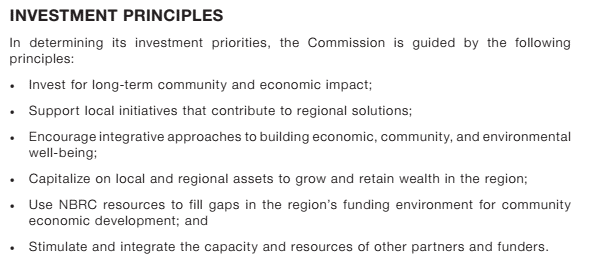 INVESTMENT PRINCIPLES
In determining its investment priorities, the Commission is guided by the following
principles:
• Invest for long-term community and economic impact;
• Support local initiatives that contribute to regional solutions;
• Encourage integrative approaches to building economic, community, and environmental
well-being;
• Capitalize on local and regional assets to grow and retain wealth in the region;
• Use NBRC resources to fill gaps in the region's funding environment for community
economic development; and
• Stimulate and integrate the capacity and resources of other partners and funders.